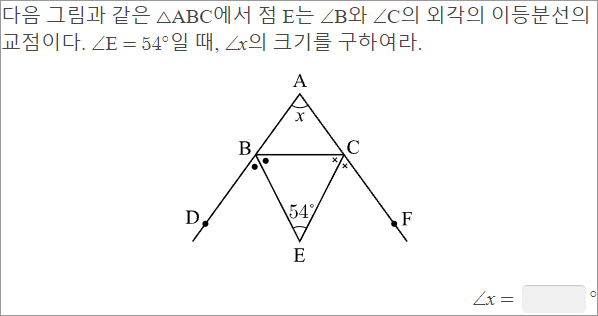 다음 그림과 같은 △ABC에서 점 E는 ∠B와 ∠C의 외각의 이등분선의
교점이다. ∠E = 54°일 때, ∠x의 크기를 구하여라.
A
x
B
C
D
54°
F
E
∠x = °